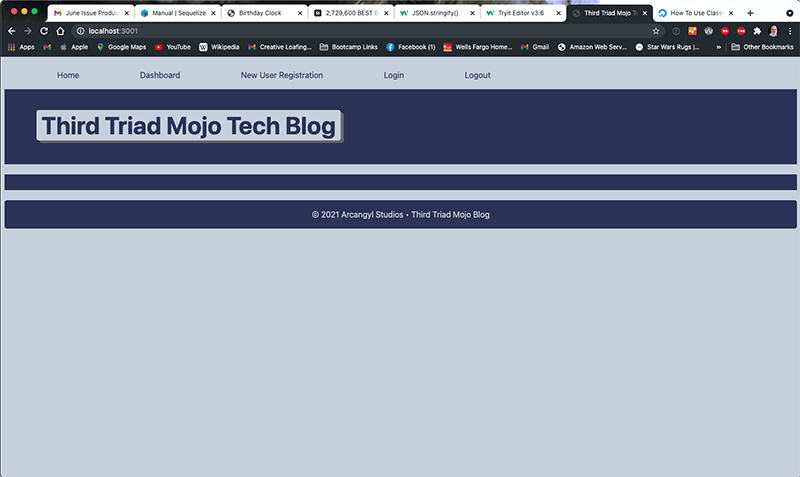 June Issue Produc
Manual | Sequelize
Birthday Clock
2,729,600 BEST B
JSON.stringify()
Tryit Editor v3.6
Third Triad Mojo T
How To Use Classe
localhost:3001
Apps
Apple
Google Maps
YouTube
Wikipedia
Creative Loafing...
Bootcamp Links
Facebook (1)
Wells Fargo Home...
Gmail
Amazon Web Serv...
Star Wars Rugs |...
»
Other Bookmarks
Home
Dashboard
New User Registration
Login
Logout
Third Triad Mojo Tech Blog
© 2021 Arcangyl Studios • Third Triad Mojo Blog